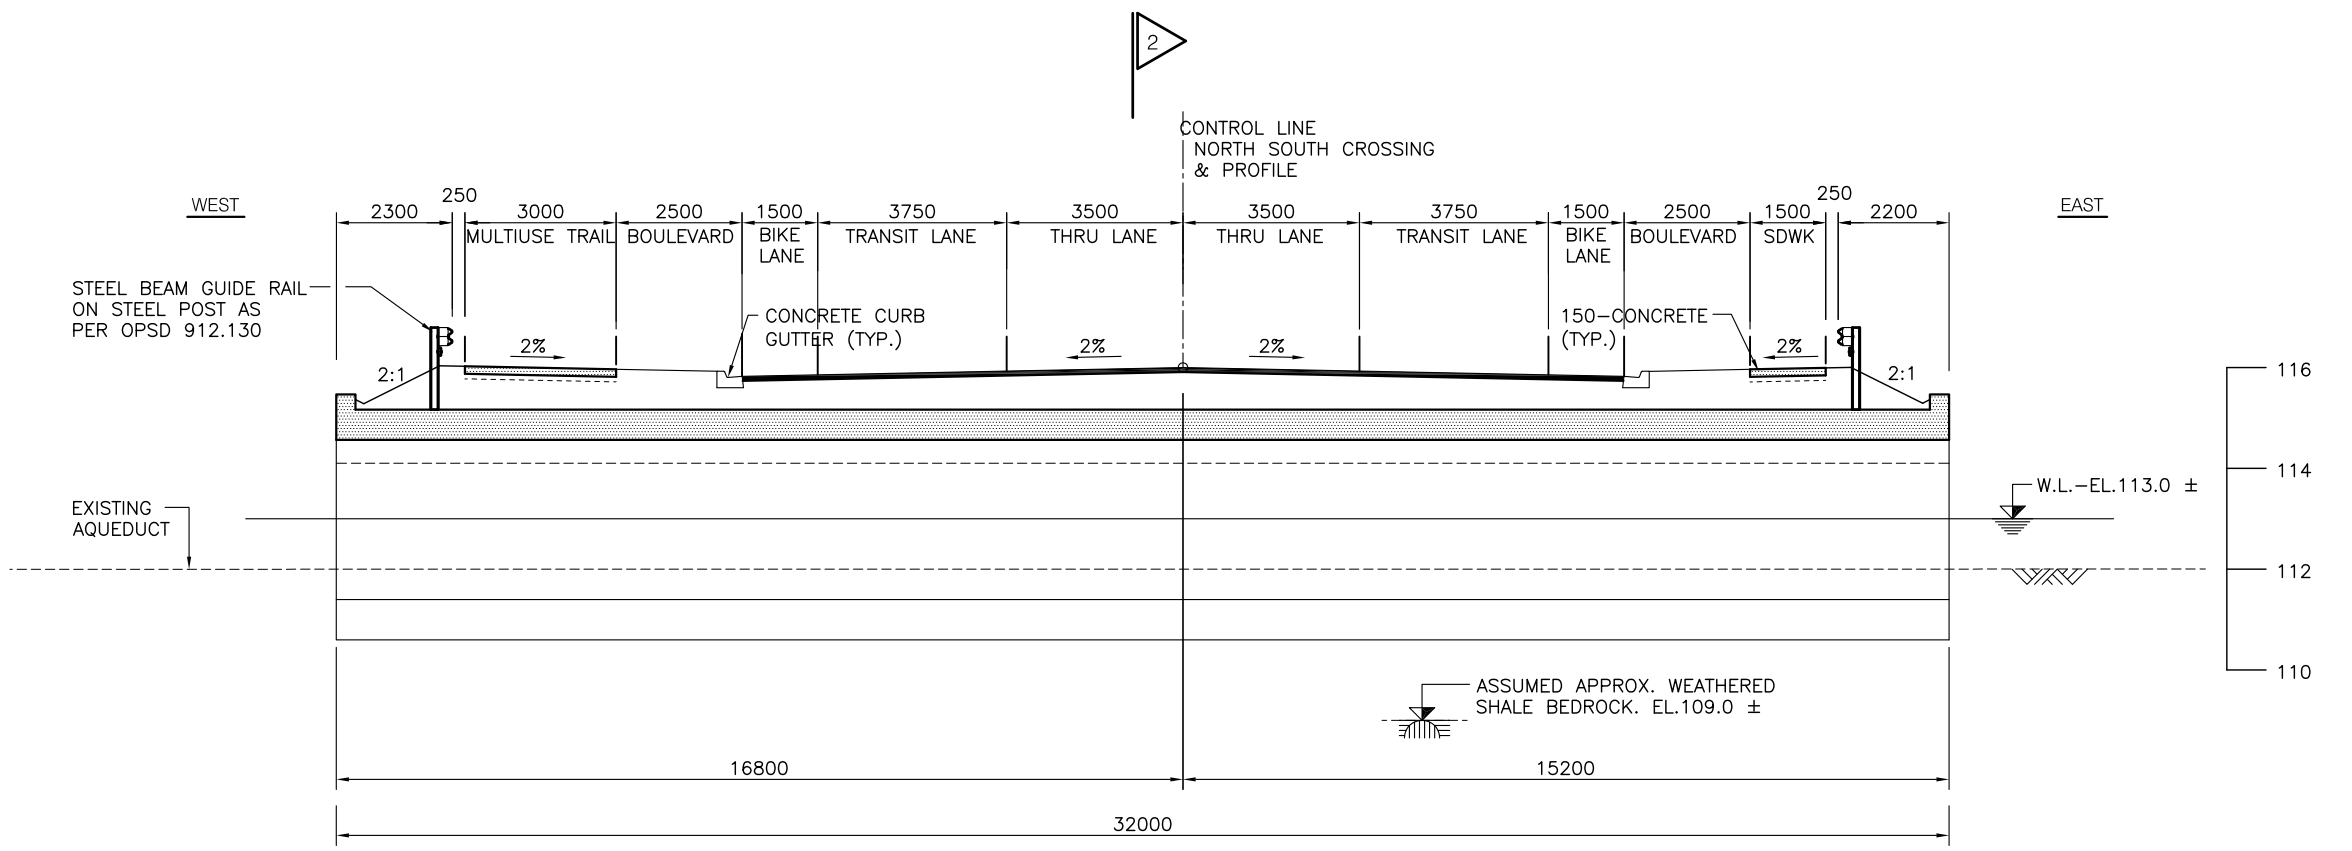 2
CONTROL LINE
NORTH SOUTH CROSSING
& PROFILE
WEST
EAST
2300
250
3000
2500
1500
3750
3500
3500
3750
1500
2500
1500
250
2200
MULTIUSE TRAIL
BOULEVARD
BIKE
LANE
TRANSIT LANE
THRU LANE
THRU LANE
TRANSIT LANE
BIKE
LANE
BOULEVARD
SDWK
STEEL BEAM GUIDE RAIL
ON STEEL POST AS
PER OPSD 912.130
CONCRETE CURB
GUTTER (TYP.)
150-CONCRETE
(TYP.)
2%
2%
2%
2%
2:1
2:1
116
114
112
110
W.L.-EL.113.0 ±
EXISTING
AQUEDUCT
ASSUMED APPROX. WEATHERED
SHALE BEDROCK. EL.109.0 ±
16800
15200
32000